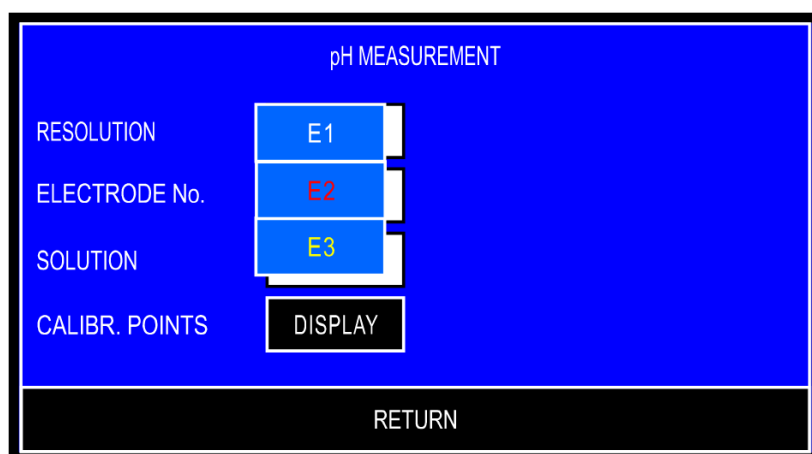 pH MEASUREMENT
RESOLUTION E1
ELECTRODE No. E2
SOLUTION E3
CALIBR. POINTS DISPLAY
RETURN